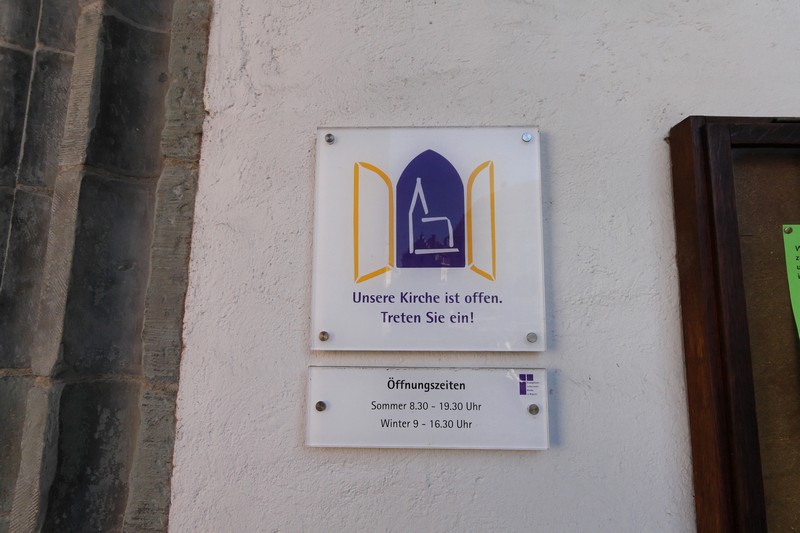 Unsere Kirche ist offen.
Treten Sie ein!
Öffnungszeiten
Sommer 8.30 - 19.30 Uhr
Winter 9 - 16.30 Uhr